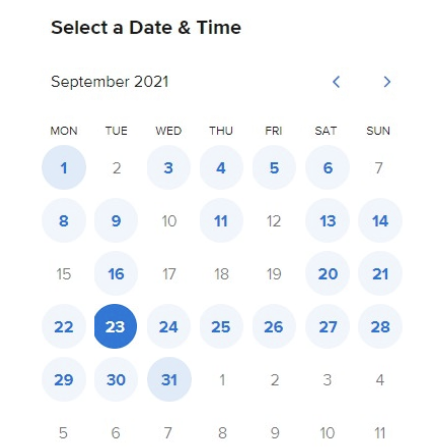 Select a Date & Time
September 2021
MON TUE WED THU FRI SAT SUN
1 2 3 4 5 6 7
8 9 10 11 12 13 14
15 16 17 18 19 20 21
22 23 24 25 26 27 28
29 30 31 1 2 3 4
5 6 7 8 9 10 11